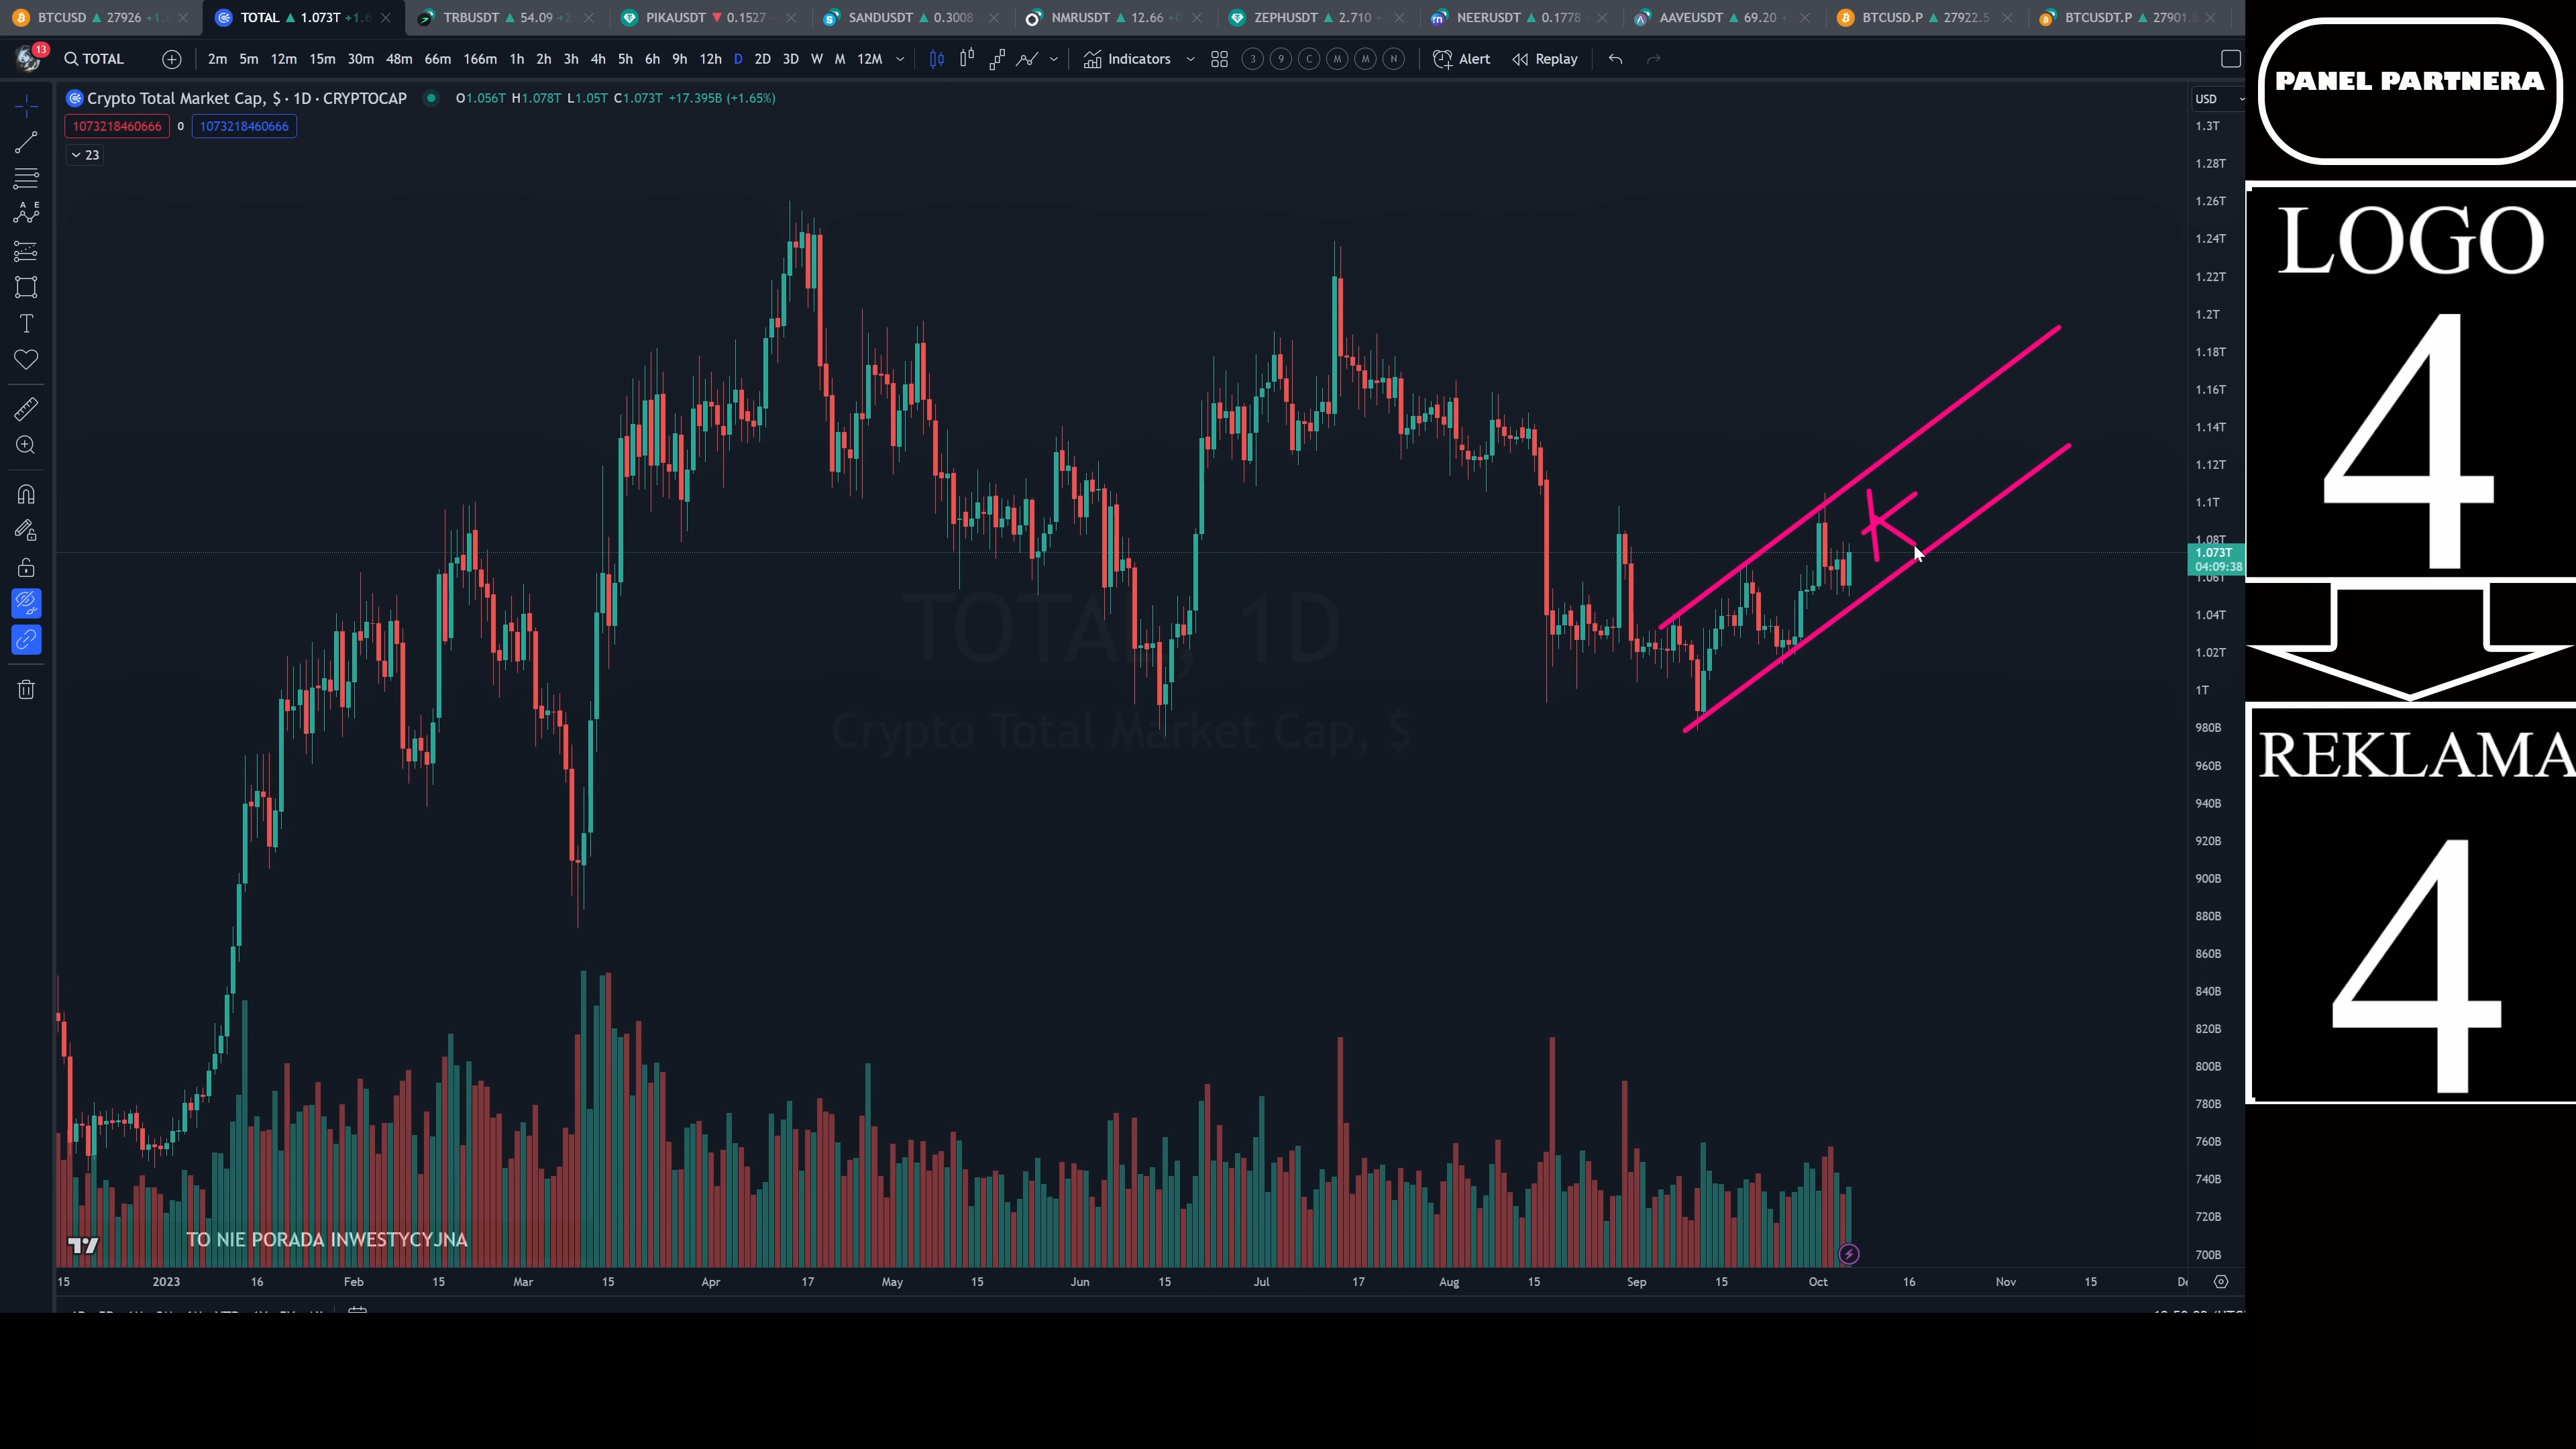 BTCUSD ▲ 27926 +1. TOTAL ▲ 1.073T +1.6 TRBUSDT ▲ 54.09 +2 PIKAUSDT ▼ 0.1527 SANDUSDT ▲ 0.3008 NMRUSDT ▲ 12.66 ZEPHUSDT ▲ 2.710 NEERUSDT ▲ 0.1778 AAVEUSDT ▲ 69.20 BTCUSD.P ▲ 27922.5 BTCUSDT.P ▲ 27901.
13 TOTAL 2m 5m 12m 15m 30m 48m 66m 166m 1h 2h 3h 4h 5h 6h 9h 12h D 2D 3D W M 12M Indicators 3 9 C M M N Alert Replay
Crypto Total Market Cap, $ · 1D · CRYPTOCAP O1.056T H1.078T L1.05T C1.073T +17.395B (+1.65%)
1073218460666 0 1073218460666
23
USD
1.3T
1.28T
1.26T
1.24T
1.22T
1.2T
1.18T
1.16T
1.14T
1.12T
1.1T
1.08T
1.073T
04:09:38
1.06T
1.04T
1.02T
1T
980B
960B
940B
920B
900B
880B
860B
840B
820B
800B
780B
760B
740B
720B
700B
K
TOTAL, 1D
Crypto Total Market Cap, $
TO NIE PORADA INWESTYCYJNA
15 2023 16 Feb 15 Mar 15 Apr 17 May 15 Jun 15 Jul 17 Aug 15 Sep 15 Oct 16 Nov 15
PANEL PARTNERA
LOGO
4
REKLAMA
4